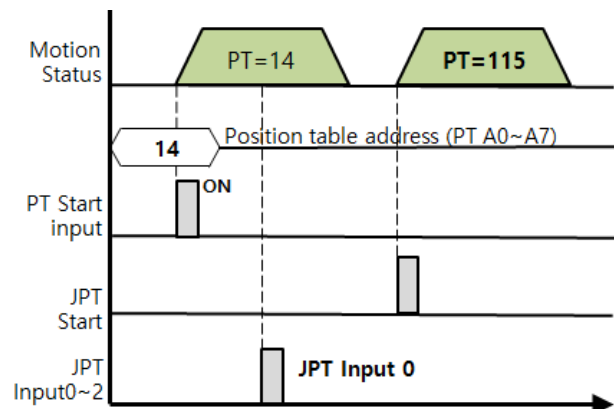 Motion
Status
PT=14
PT=115
14
Position table address (PT A0~A7)
PT Start
input
ON
JPT
Start
JPT
Input0~2
JPT Input 0